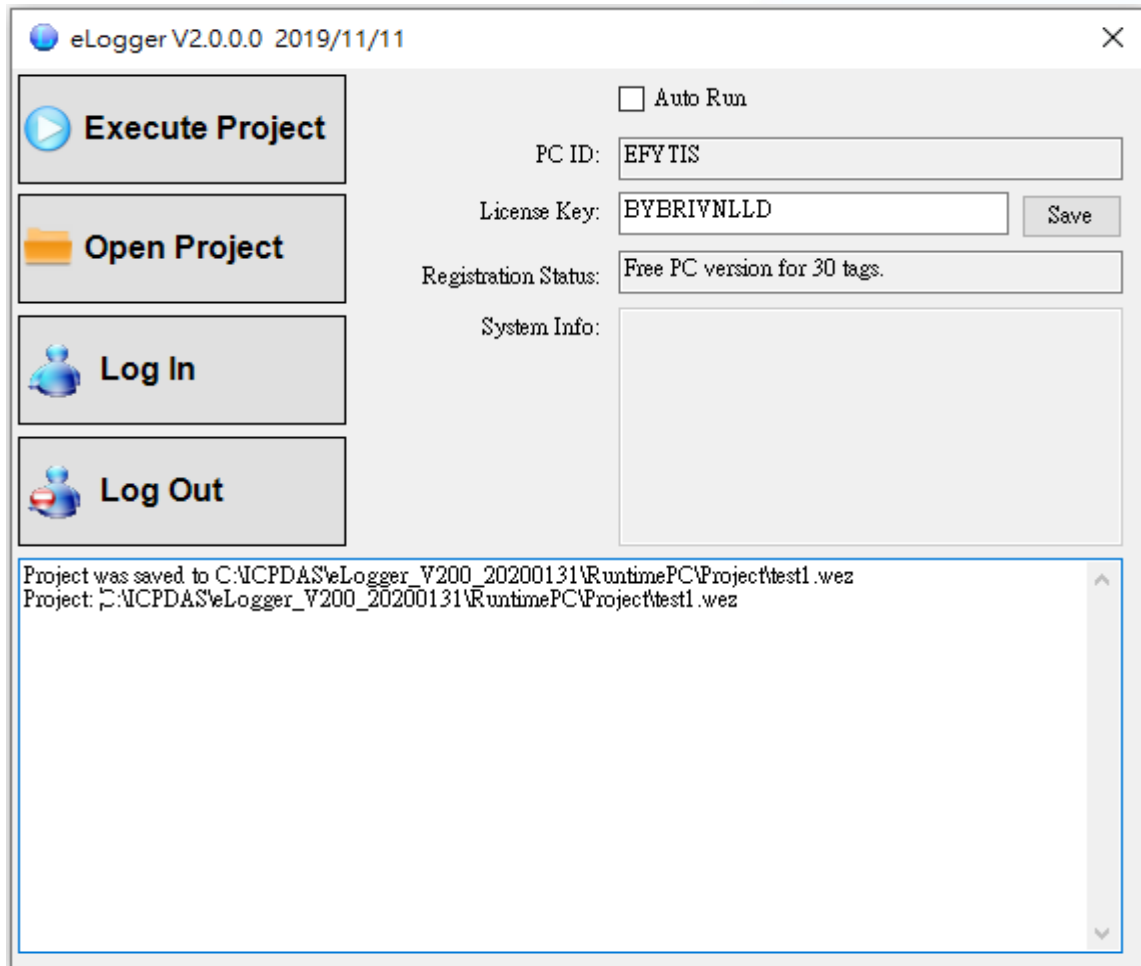 eLogger V2.0.0.0 2019/11/11
Execute Project
Open Project
Log In
Log Out
Auto Run
PC ID: EFYTIS
License Key: BYBRIVNLLD Save
Registration Status: Free PC version for 30 tags.
System Info:
Project was saved to C:\ICPDAS\eLogger_V200_20200131\RuntimePC\Project\test1.wez
Project: C:\ICPDAS\eLogger_V200_20200131\RuntimePC\Project\test1.wez